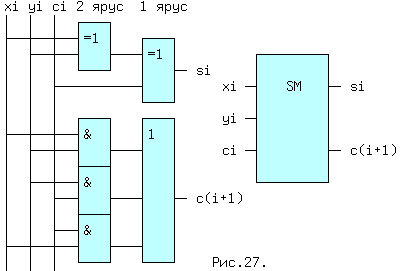 xi yi ci 2 ярус 1 ярус
=1
=1
si
xi SM si
yi
ci c(i+1)
&
1
&
c(i+1)
&
Рис.27.